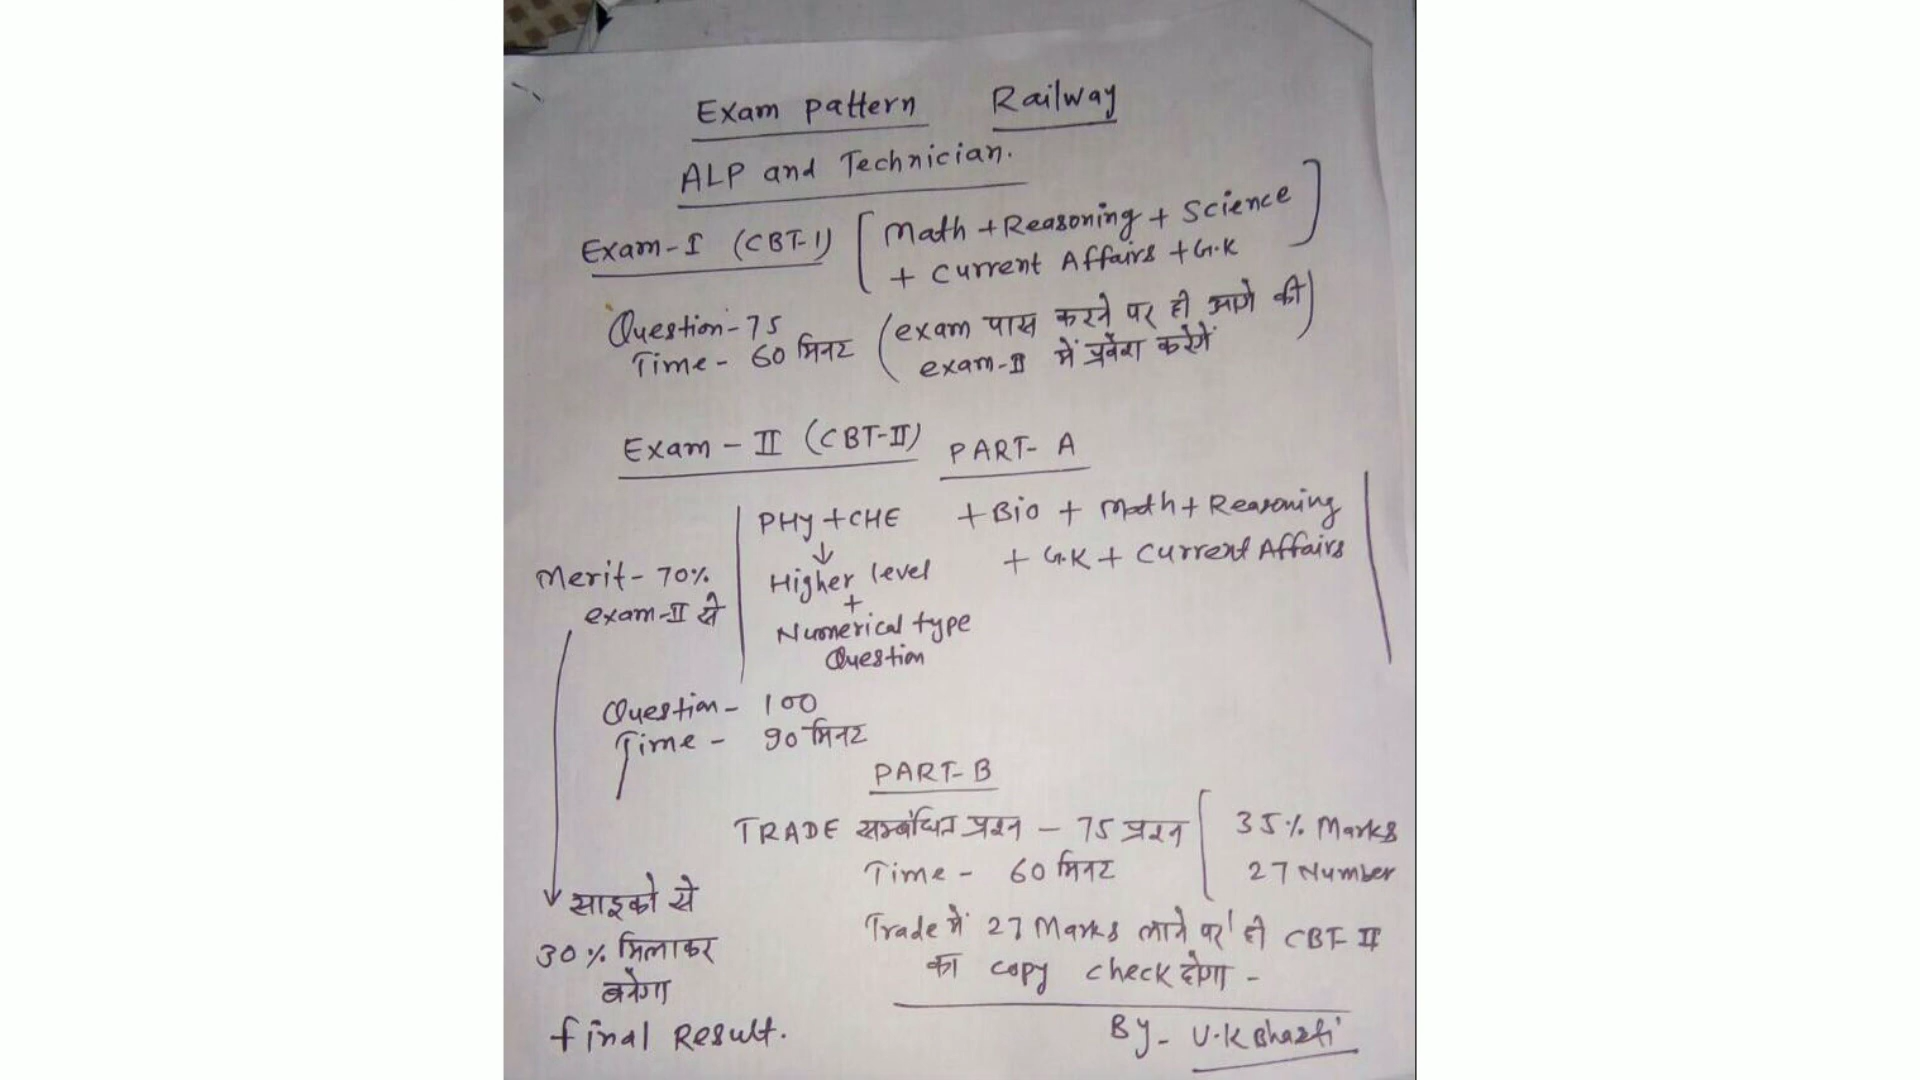 Exam pattern Railway
ALP and Technician.
Exam-I (CBT-1) [Math + Reasoning + Science
+ Current Affairs + G.K]
Question-75
Time - 60 मिनट
(exam पास करने पर ही आगे की
exam-II में प्रवेश करेगें)
Exam - II (CBT-II) PART- A
PHy + CHE + Bio + Math + Reasoning
+ G.K + Current Affairs
↓
Higher level
+
Numerical type
Question
Merit - 70%
exam-II से
Question - 100
Time - 90 मिनट
PART-B
TRADE सम्बंधित प्रश्न - 75 प्रश्न [35% Marks
Time - 60 मिनट 27 Number
Trade में 27 Marks लाने पर ही CBT-II
का copy check होगा -
साइको से
30% मिलाकर
बनेगा
final Result.
By - U.K Bharti